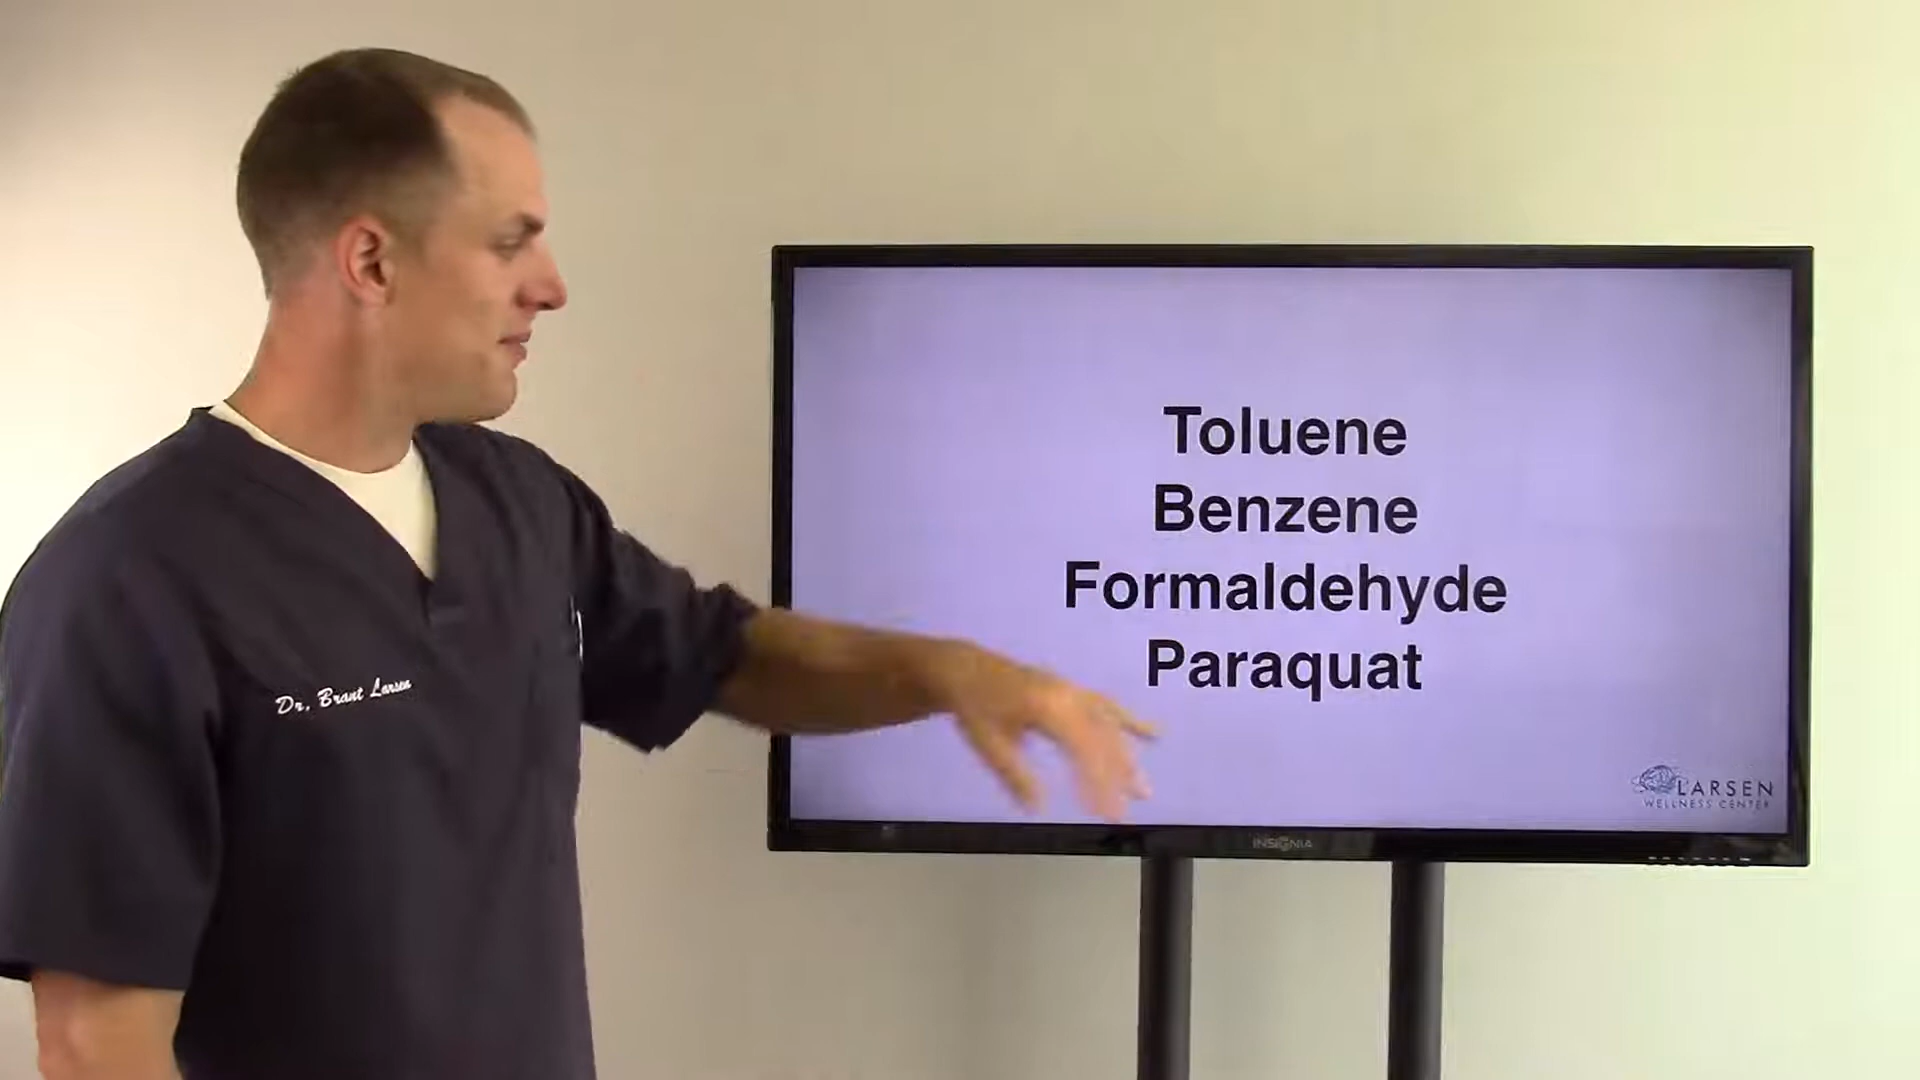 Toluene
Benzene
Formaldehyde
Paraquat
Dr. Brant Larsen
LARSEN
WELLNESS CENTER
INSIGNIA